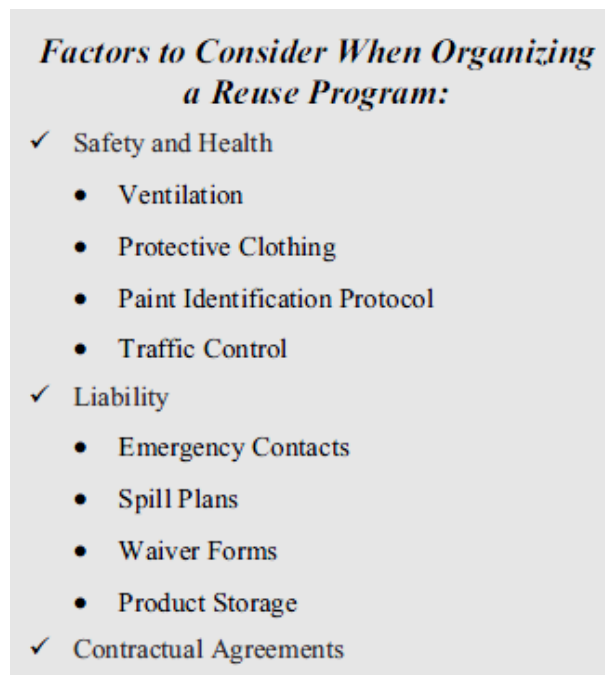 Factors to Consider When Organizing
a Reuse Program:
✓ Safety and Health
• Ventilation
• Protective Clothing
• Paint Identification Protocol
• Traffic Control
✓ Liability
• Emergency Contacts
• Spill Plans
• Waiver Forms
• Product Storage
✓ Contractual Agreements